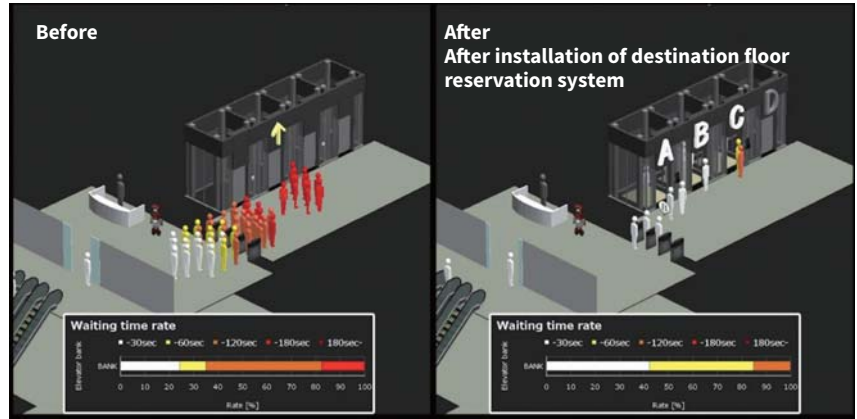 Before
After
After installation of destination floor
reservation system
A
B
C
D
Waiting time rate
-30sec -60sec -120sec -180sec 180sec-
Elevator bank
BANK
0 10 20 30 40 50 60 70 80 90 100
Rate [%]
Waiting time rate
-30sec -60sec -120sec -180sec 180sec-
Elevator bank
BANK
0 10 20 30 40 50 60 70 80 90 100
Rate [%]